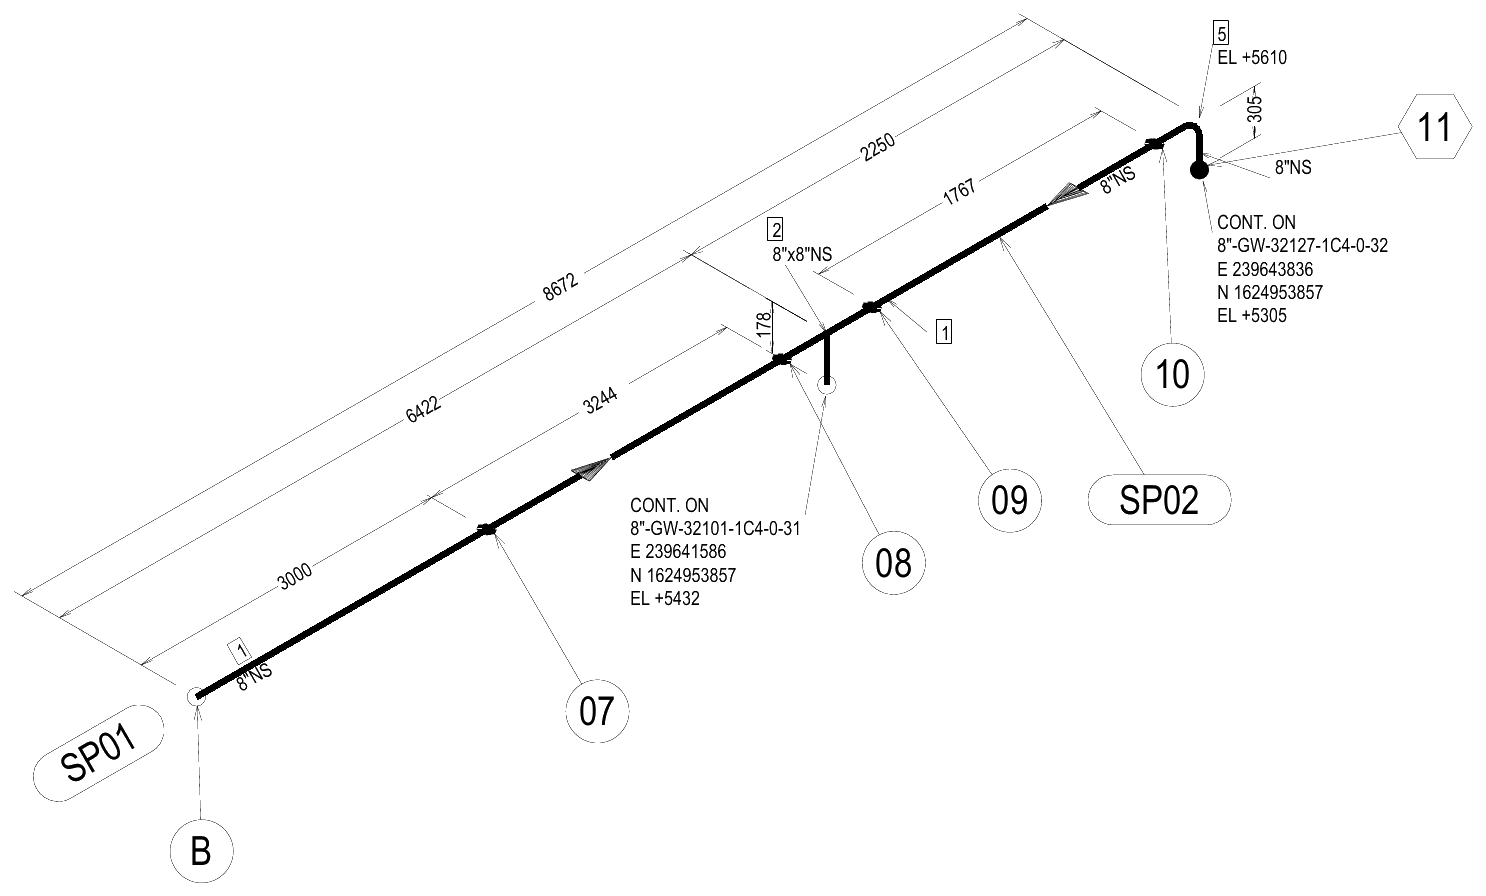 5
EL +5610
305
11
2250
8"NS
8"NS
1767
CONT. ON
8"-GW-32127-1C4-0-32
E 239643836
N 1624953857
EL +5305
2
8"x8"NS
8672
178
1
10
3244
6422
SP02
09
CONT. ON
8"-GW-32101-1C4-0-31
E 239641586
N 1624953857
EL +5432
08
3000
1
8"NS
07
SP01
B